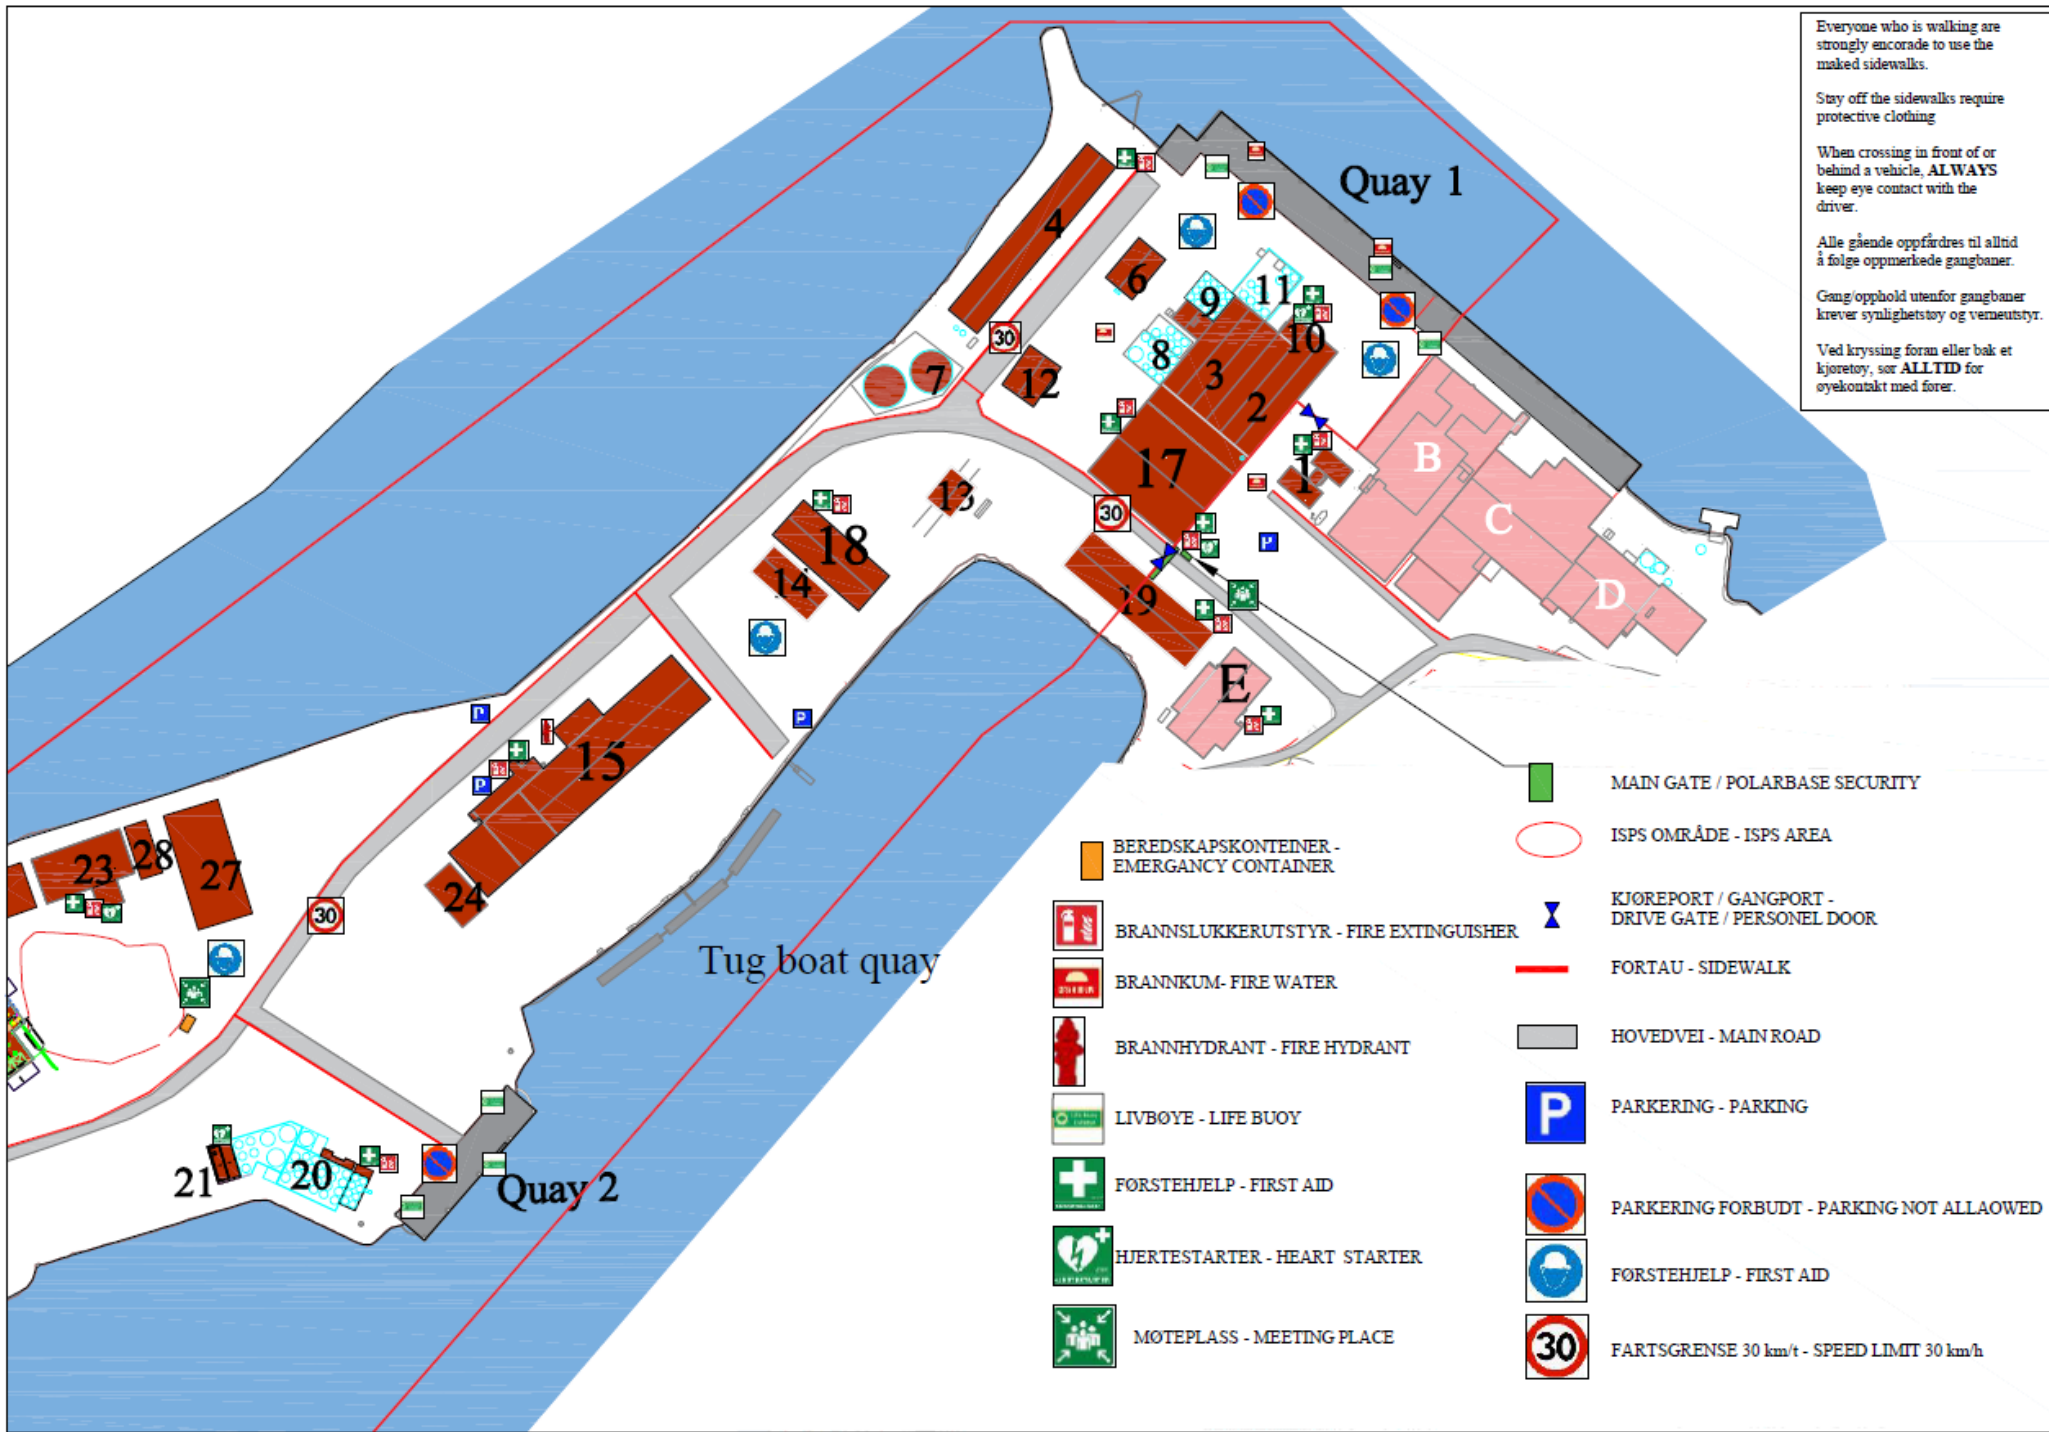 Everyone who is walking are
strongly encorade to use the
maked sidewalks.
Stay off the sidewalks require
protective clothing
When crossing in front of or
behind a vehicle, ALWAYS
keep eye contact with the
driver.
Alle gående oppfårdres til alltid
å følge oppmerkede gangbaner.
Gang/opphold utenfor gangbaner
krever synlighetstøy og verneutstyr.
Ved kryssing foran eller bak et
kjøretøy, sør ALLTID for
øyekontakt med fører.
Quay 1
4
6
9
11
10
30
8
3
7
12
2
17
1
B
C
D
13
30
18
14
19
E
P
P
P
15
P
23
28
27
24
30
Tug boat quay
21
20
Quay 2
BEREDSKAPSKONTEINER -
EMERGANCY CONTAINER
BRANNSLUKKERUTSTYR - FIRE EXTINGUISHER
BRANNKUM- FIRE WATER
BRANNHYDRANT - FIRE HYDRANT
LIVBØYE - LIFE BUOY
FØRSTEHJELP - FIRST AID
HJERTESTARTER - HEART STARTER
MØTEPLASS - MEETING PLACE
MAIN GATE / POLARBASE SECURITY
ISPS OMRÅDE - ISPS AREA
KJØREPORT / GANGPORT -
DRIVE GATE / PERSONEL DOOR
FORTAU - SIDEWALK
HOVEDVEI - MAIN ROAD
P
PARKERING - PARKING
PARKERING FORBUDT - PARKING NOT ALLAOWED
FØRSTEHJELP - FIRST AID
30
FARTSGRENSE 30 km/t - SPEED LIMIT 30 km/h